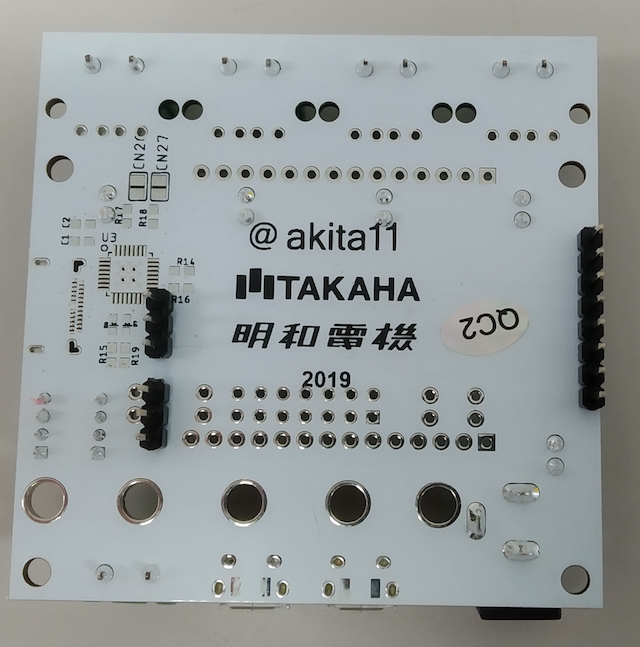 CN26
CN27
R17
R18
C2
C1
U3
R14
R16
R15
R19
@akita11
TAKAHA
明和電機
QC2
2019